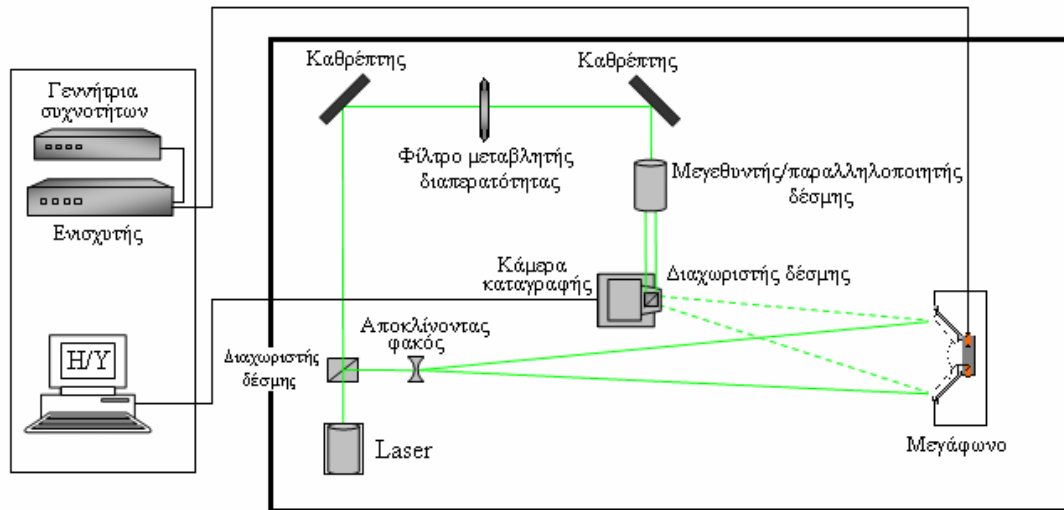 Γεννήτρια
συχνοτήτων
Ενισχυτής
Η/Υ
Καθρέπτης
Καθρέπτης
Φίλτρο μεταβλητής
διαπερατότητας
Μεγεθυντής/παραλληλοποιητής
δέσμης
Κάμερα
καταγραφής
Διαχωριστής δέσμης
Αποκλίνοντας
φακός
Διαχωριστής
δέσμης
Laser
Μεγάφωνο